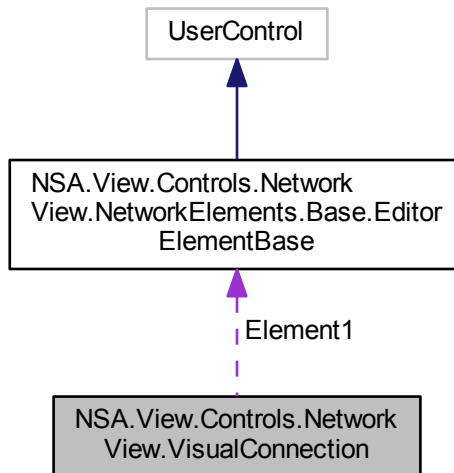 UserControl
NSA.View.Controls.Network
View.NetworkElements.Base.Editor
ElementBase
Element1
NSA.View.Controls.Network
View.VisualConnection